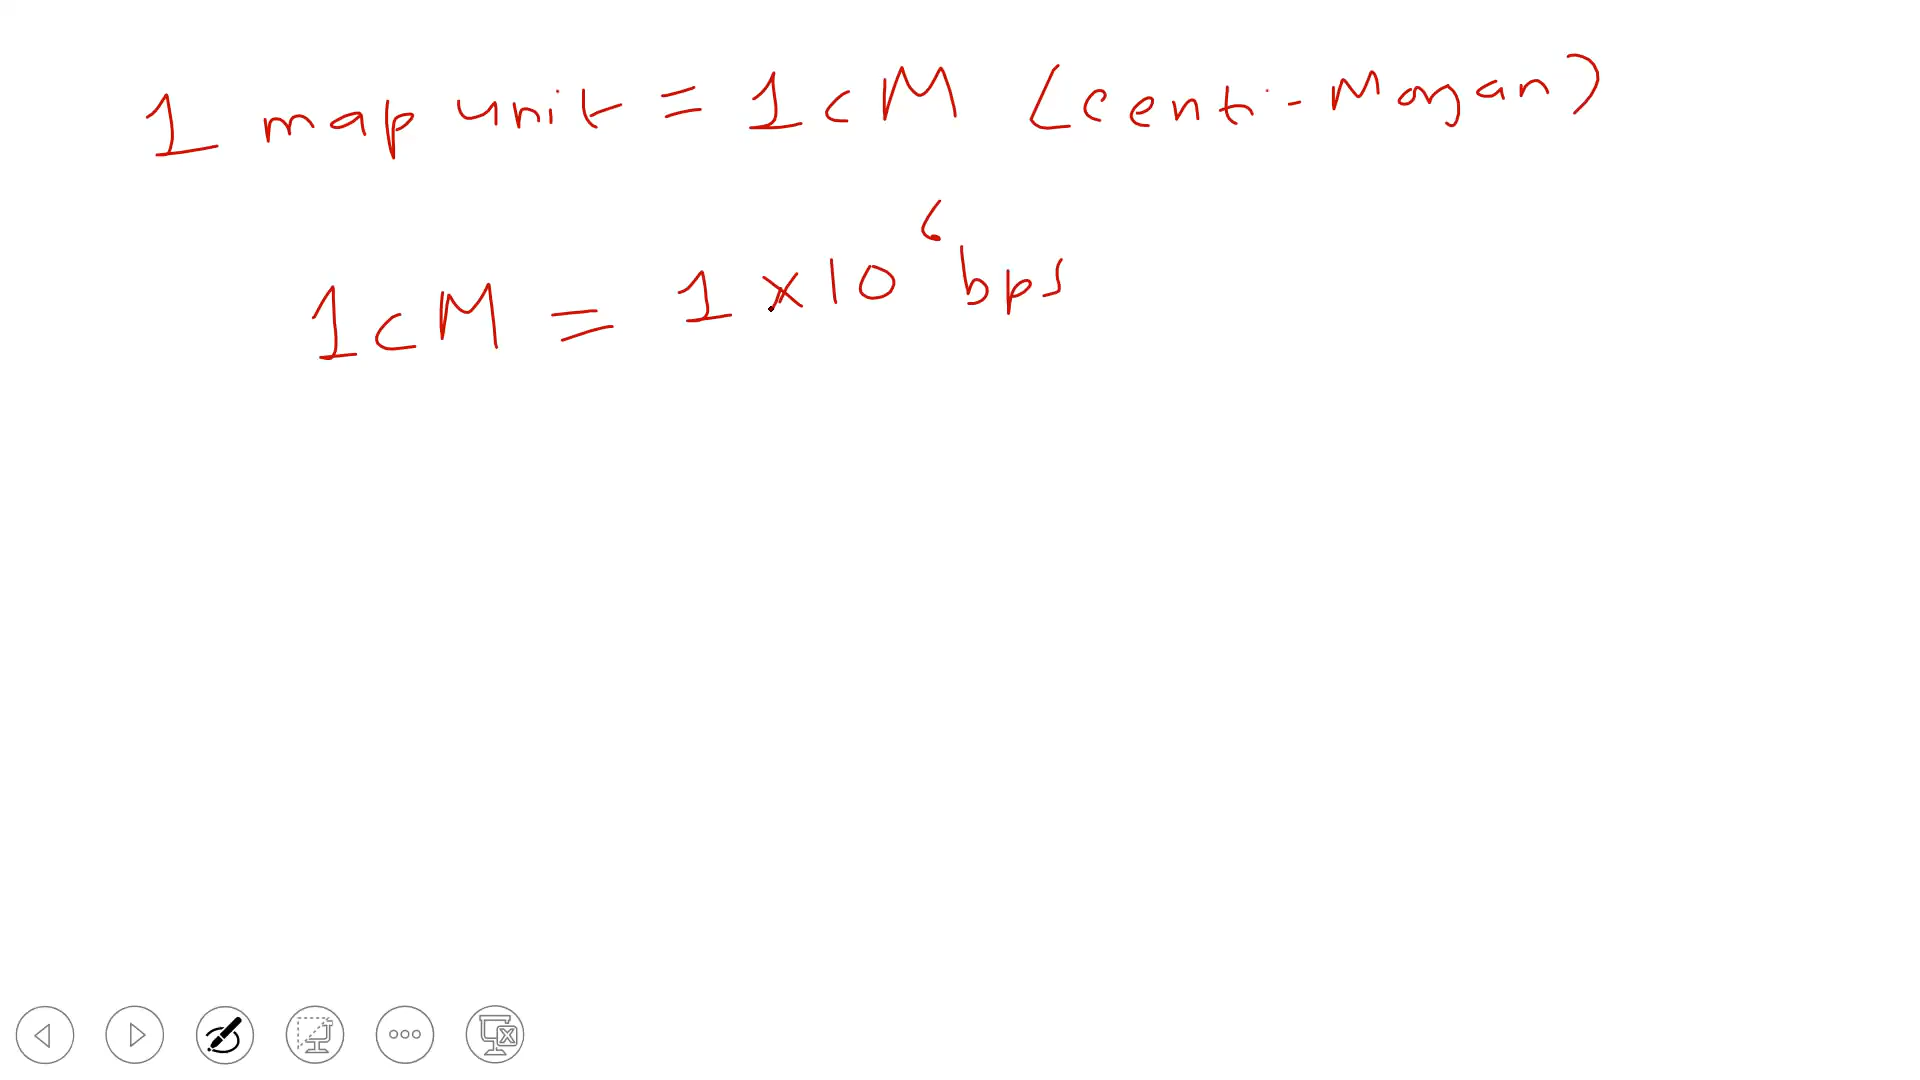 1 map unit = 1 cM (centi-Morgan)
1 cM = 1 × 10⁶ bps